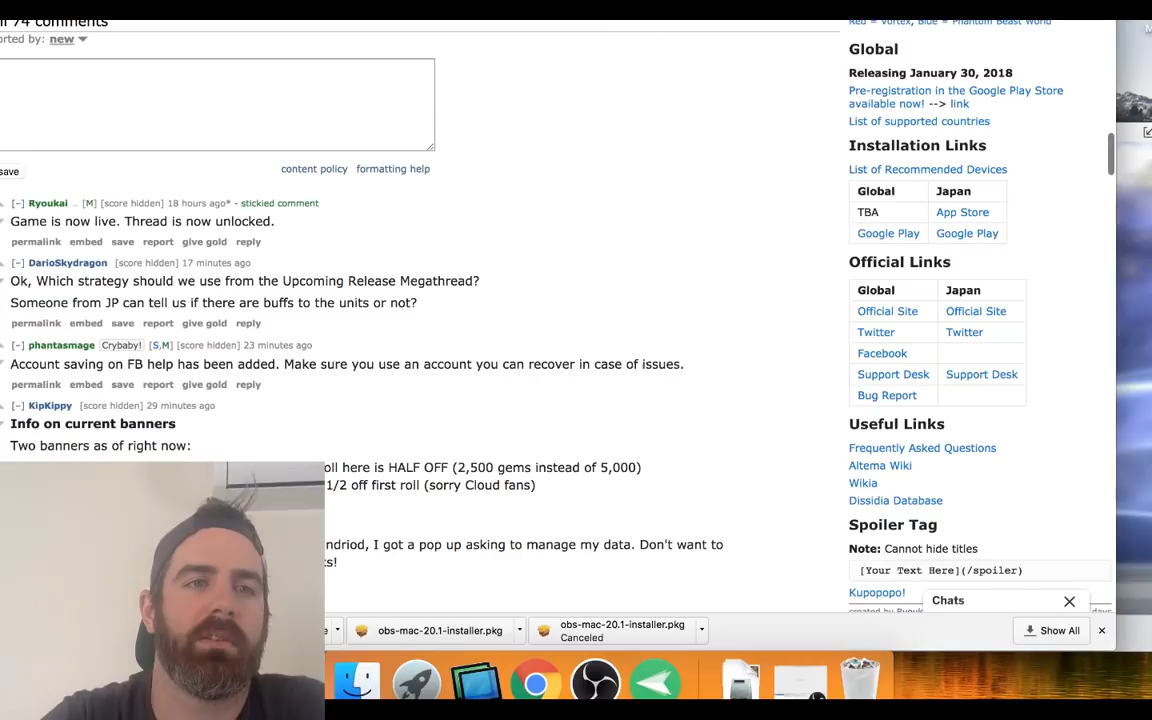 74 comments
orted by: new
save
content policy formatting help
[–] Ryoukai .. [M] [score hidden] 18 hours ago* - stickied comment
Game is now live. Thread is now unlocked.
permalink embed save report give gold reply
[–] DarioSkydragon [score hidden] 17 minutes ago
Ok, Which strategy should we use from the Upcoming Release Megathread?
Someone from JP can tell us if there are buffs to the units or not?
permalink embed save report give gold reply
[–] phantasmage Crybaby! [S,M] [score hidden] 23 minutes ago
Account saving on FB help has been added. Make sure you use an account you can recover in case of issues.
permalink embed save report give gold reply
[–] KipKippy [score hidden] 29 minutes ago
Info on current banners
Two banners as of right now:
oll here is HALF OFF (2,500 gems instead of 5,000)
1/2 off first roll (sorry Cloud fans)
ndriod, I got a pop up asking to manage my data. Don't want to
s!
Red = Vortex, Blue = Phantom Beast World
Global
Releasing January 30, 2018
Pre-registration in the Google Play Store
available now! --> link
List of supported countries
Installation Links
List of Recommended Devices
Global Japan
TBA App Store
Google Play Google Play
Official Links
Global Japan
Official Site Official Site
Twitter Twitter
Facebook
Support Desk Support Desk
Bug Report
Useful Links
Frequently Asked Questions
Altema Wiki
Wikia
Dissidia Database
Spoiler Tag
Note: Cannot hide titles
[Your Text Here](/spoiler)
Kupopopo!
Chats
obs-mac-20.1-installer.pkg
obs-mac-20.1-installer.pkg
Canceled
Show All